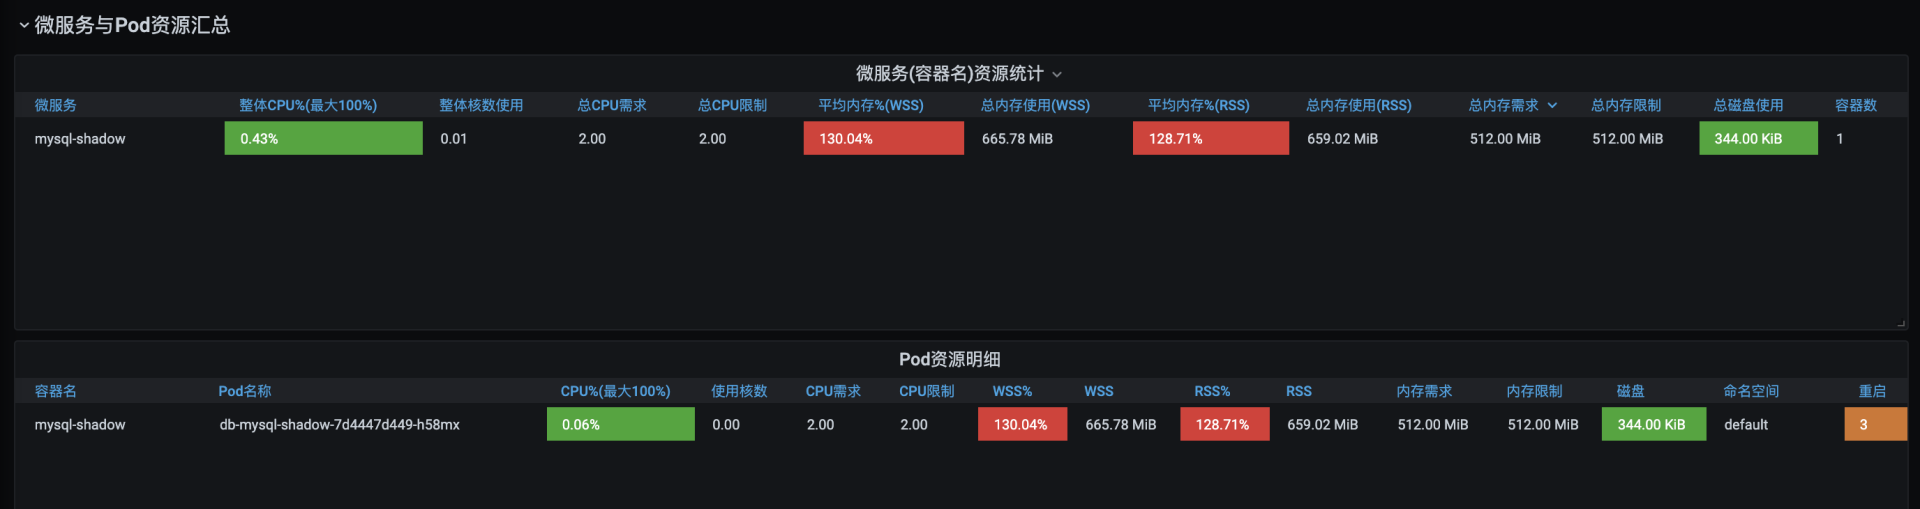 微服务与Pod资源汇总
微服务(容器名)资源统计
微服务 整体CPU%(最大100%) 整体核数使用 总CPU需求 总CPU限制 平均内存%(WSS) 总内存使用(WSS) 平均内存%(RSS) 总内存使用(RSS) 总内存需求 总内存限制 总磁盘使用 容器数
mysql-shadow 0.43% 0.01 2.00 2.00 130.04% 665.78 MiB 128.71% 659.02 MiB 512.00 MiB 512.00 MiB 344.00 KiB 1
Pod资源明细
容器名 Pod名称 CPU%(最大100%) 使用核数 CPU需求 CPU限制 WSS% WSS RSS% RSS 内存需求 内存限制 磁盘 命名空间 重启
mysql-shadow db-mysql-shadow-7d4447d449-h58mx 0.06% 0.00 2.00 2.00 130.04% 665.78 MiB 128.71% 659.02 MiB 512.00 MiB 512.00 MiB 344.00 KiB default 3